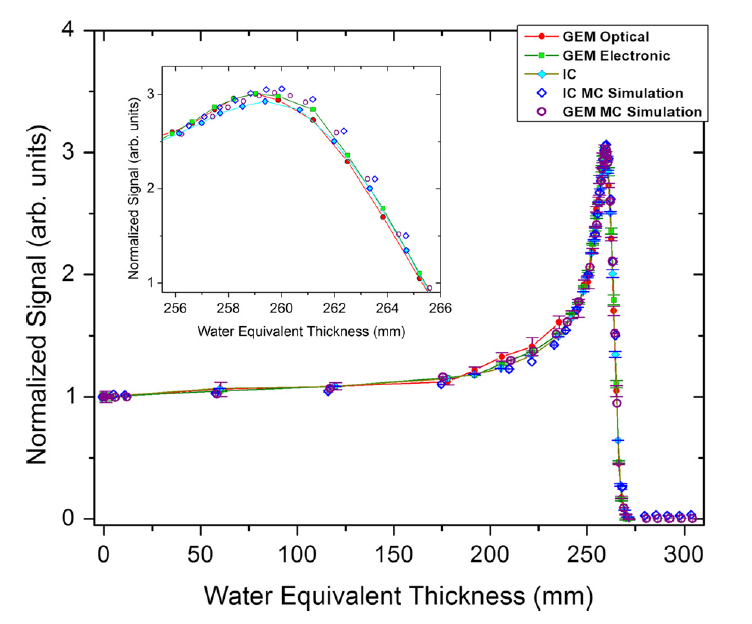 4
3
2
1
0
Normalized Signal (arb. units)
0 50 100 150 200 250 300
Water Equivalent Thickness (mm)
GEM Optical
GEM Electronic
IC
IC MC Simulation
GEM MC Simulation
3
2
1
Normalized Signal (arb. units)
256 258 260 262 264 266
Water Equivalent Thickness (mm)